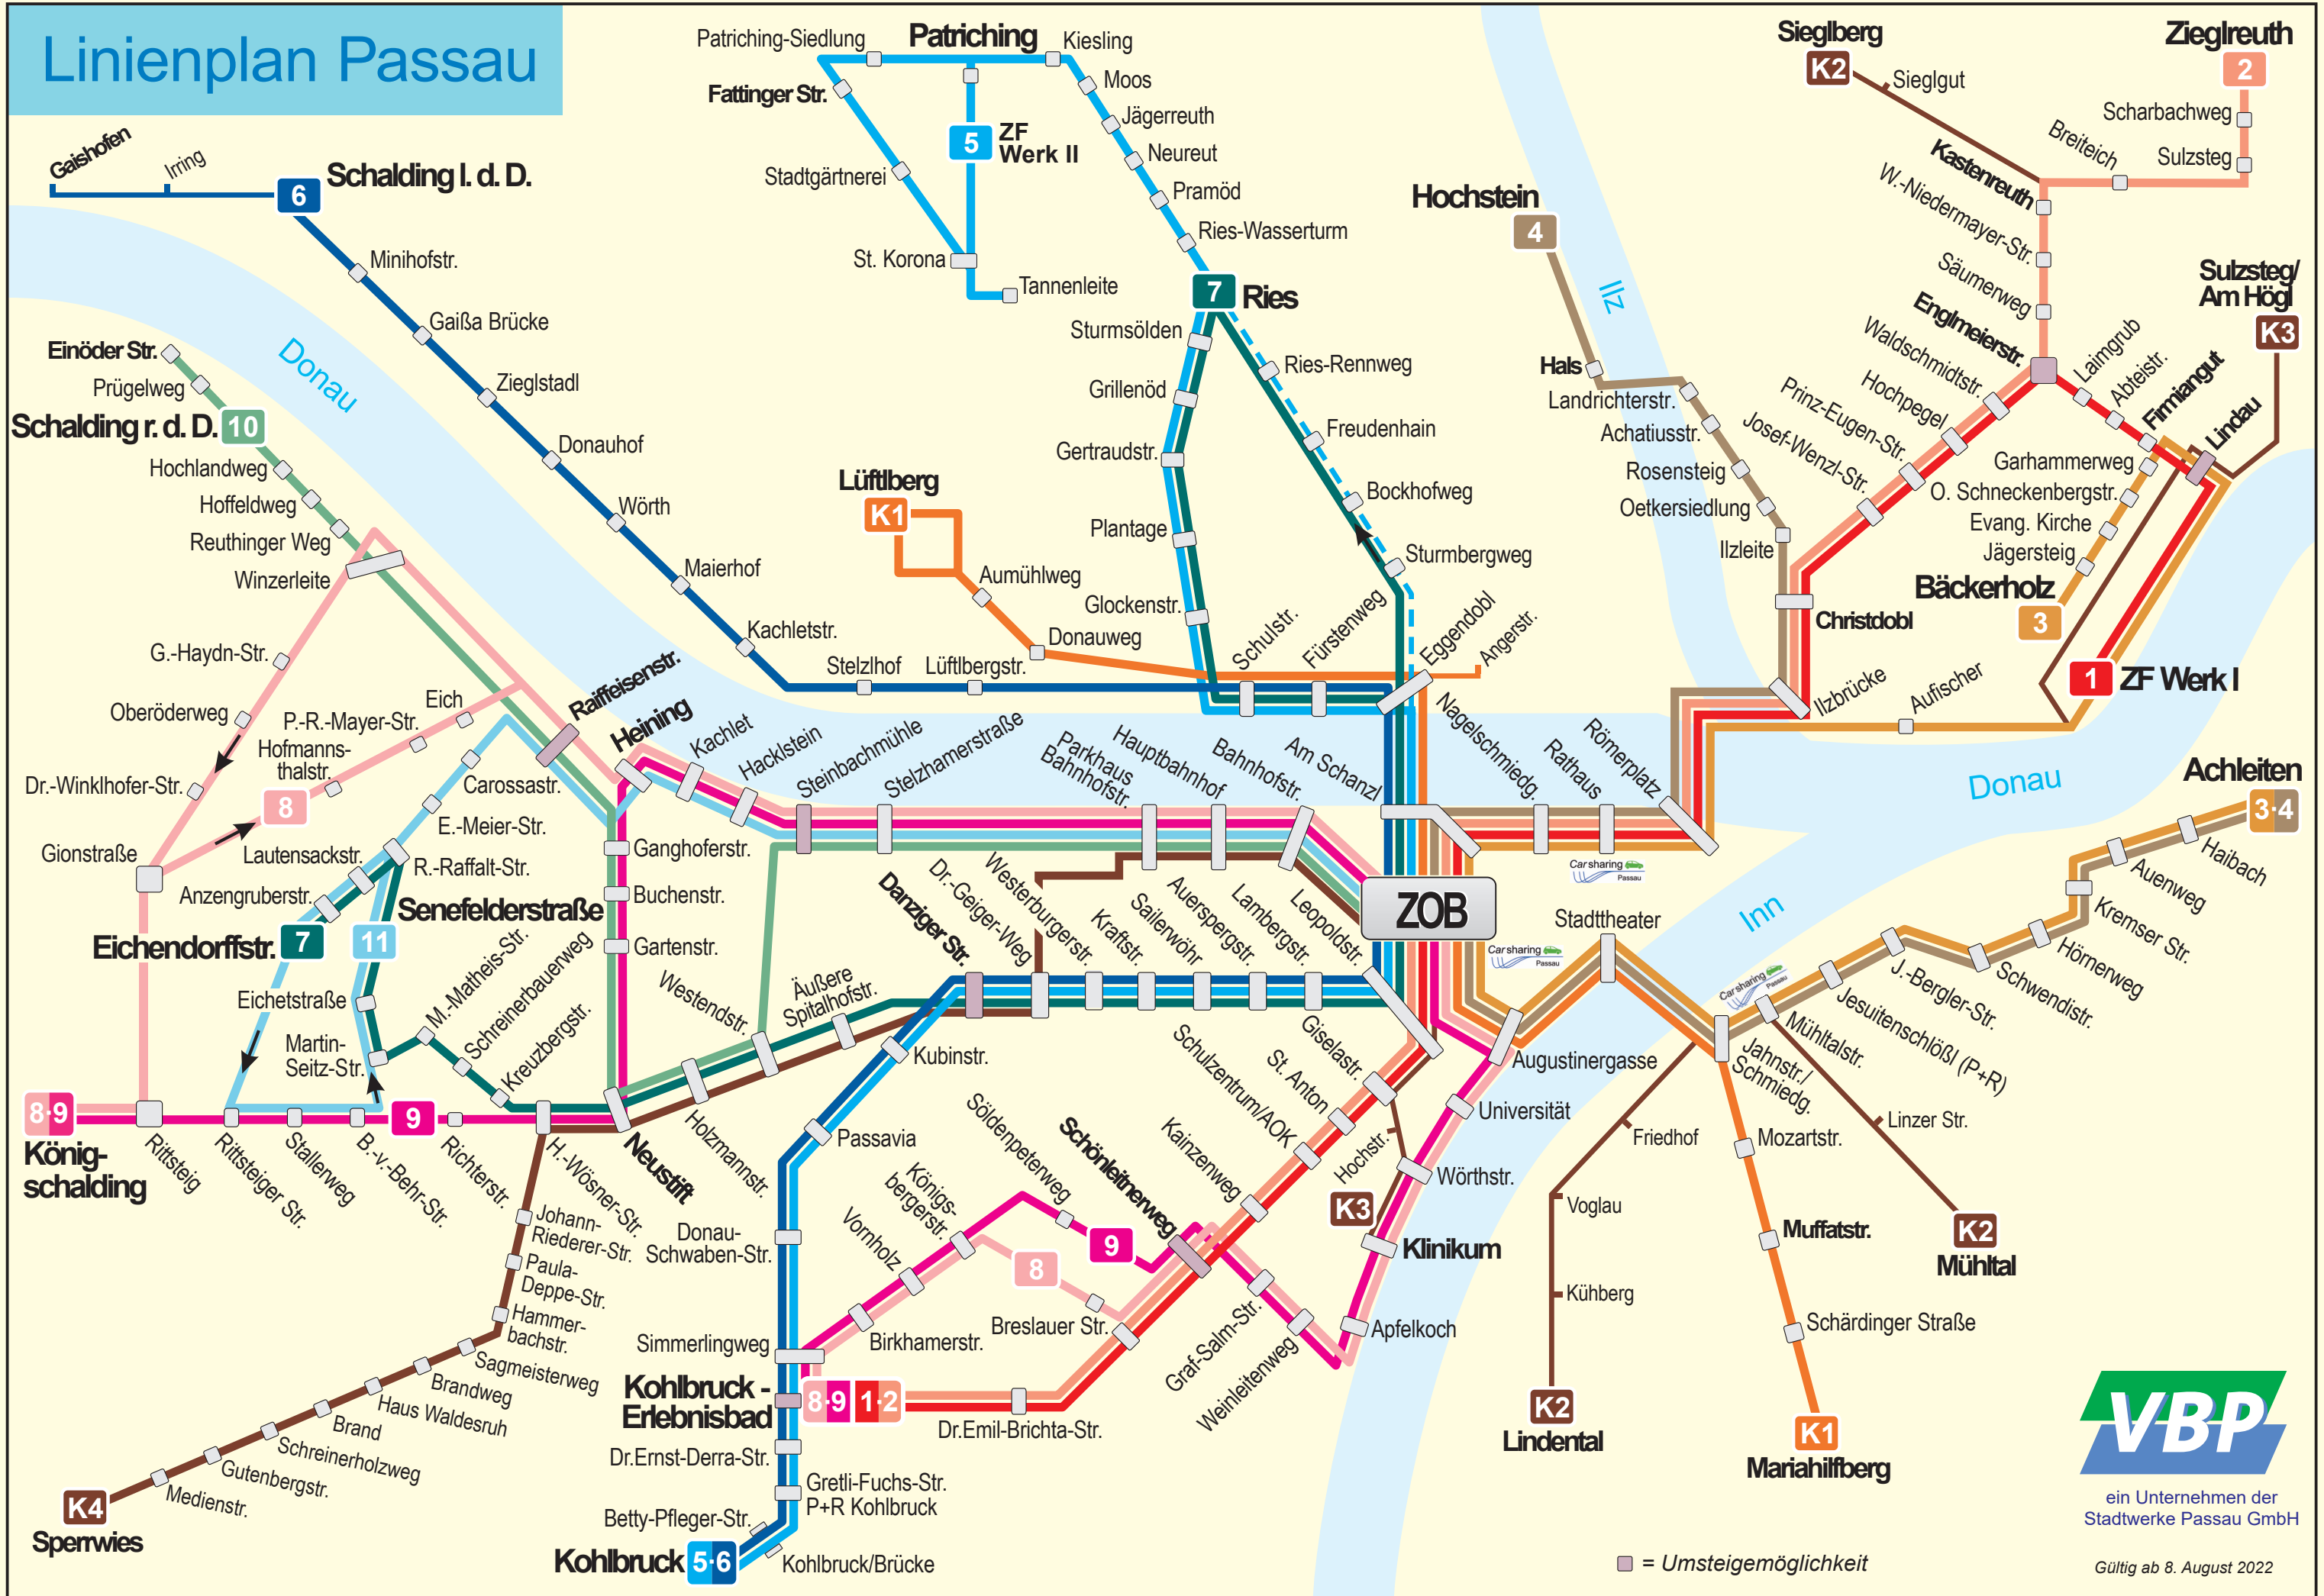 Linienplan Passau
Patriching-Siedlung
Patriching
Kiesling
Fattinger Str.
Moos
5
ZF
Werk II
Jägerreuth
Neureut
Stadtgärtnerei
Pramöd
Ries-Wasserturm
St. Korona
Tannenleite
7
Ries
Sieglberg
K2
Sieglgut
Zieglreuth
2
Scharbachweg
Breiteich
Sulzsteg
Kastenreuth
W.-Niedermayer-Str.
Säumerweg
Englmeierstr.
Waldschmidtstr.
Hochpegel
Prinz-Eugen-Str.
Josef-Wenzl-Str.
Laimgrub
Abteistr.
Firmiangut
Lindau
Sulzsteg/
Am Högl
K3
Garhammerweg
O. Schneckenbergstr.
Evang. Kirche
Jägersteig
Bäckerholz
3
1
ZF Werk I
Christdobl
Ilzbrücke
Aufischer
Gaishofen
Irring
6
Schalding l. d. D.
Minihofstr.
Gaißa Brücke
Zieglstadl
Donauhof
Wörth
Maierhof
Kachletstr.
Stelzlhof
Lüftlbergstr.
Donau
Einöder Str.
Prügelweg
Schalding r. d. D.
10
Hochlandweg
Hoffeldweg
Reuthinger Weg
Winzerleite
G.-Haydn-Str.
Oberöderweg
Dr.-Winklhofer-Str.
Gionstraße
Eich
P.-R.-Mayer-Str.
Hofmanns-
thalstr.
8
Raiffeisenstr.
Heining
Carossastr.
E.-Meier-Str.
Lautensackstr.
R.-Raffalt-Str.
Anzengruberstr.
Eichendorffstr.
7
11
Senefelderstraße
Eichetstraße
Martin-
Seitz-Str.
M.-Matheis-Str.
Schreinerbauerweg
Kreuzbergstr.
Ganghoferstr.
Buchenstr.
Gartenstr.
Lüftlberg
K1
Aumühlweg
Donauweg
Sturmsölden
Grillenöd
Gertraudstr.
Plantage
Glockenstr.
Ries-Rennweg
Freudenhain
Bockhofweg
Sturmbergweg
Schulstr.
Fürstenweg
Eggendobl
Angerstr.
Hochstein
4
Ilz
Hals
Landrichterstr.
Achatiusstr.
Rosensteig
Oetkersiedlung
Ilzleite
Kachlet
Hacklstein
Steinbachmühle
Stelzhamerstraße
Parkhaus
Bahnhofstr.
Hauptbahnhof
Bahnhofstr.
Am Schanzl
Nagelschmiedg.
Rathaus
Römerplatz
Carsharing
Passau
ZOB
Carsharing
Passau
Stadttheater
Inn
Donau
Carsharing
Passau
Achleiten
3·4
Haibach
Auenweg
Kremser Str.
Hörnerweg
Schwendistr.
J.-Bergler-Str.
Jesuitenschlößl (P+R)
Mühltalstr.
Jahnstr./
Schmiedg.
Augustinergasse
Danziger Str.
Dr.-Geiger-Weg
Westerburgerstr.
Kraftstr.
Sailerwöhr
Auerspergstr.
Lambergstr.
Leopoldstr.
Westendstr.
Äußere
Spitalhofstr.
Holzmannstr.
Kubinstr.
Passavia
Donau-
Schwaben-Str.
Simmerlingweg
Kohlbruck -
Erlebnisbad
8·9
1·2
Dr.Ernst-Derra-Str.
Gretli-Fuchs-Str.
P+R Kohlbruck
Betty-Pfleger-Str.
Kohlbruck
5·6
Kohlbruck/Brücke
8·9
König-
schalding
Rittsteig
Rittsteiger Str.
Stallerweg
B.-v.-Behr-Str.
9
Richterstr.
H.-Wösner-Str.
Neustift
Johann-
Riederer-Str.
Paula-
Deppe-Str.
Hammer-
bachstr.
Sagmeisterweg
Brandweg
Haus Waldesruh
Brand
Schreinerholzweg
Gutenbergstr.
Medienstr.
K4
Sperrwies
Giselastr.
St. Anton
Schulzentrum/AOK
Kainzenweg
Schönleitnerweg
Söldenpeterweg
9
Königs-
bergerstr.
Vornholz
8
Birkhamerstr.
Breslauer Str.
Dr.Emil-Brichta-Str.
Graf-Salm-Str.
Weinleitenweg
Apfelkoch
Klinikum
K3
Hochstr.
Wörthstr.
Universität
Friedhof
Voglau
Kühberg
K2
Lindental
Linzer Str.
K2
Mühltal
Mozartstr.
Muffatstr.
Schärdinger Straße
K1
Mariahilfberg
VBP
ein Unternehmen der
Stadtwerke Passau GmbH
= Umsteigemöglichkeit
Gültig ab 8. August 2022